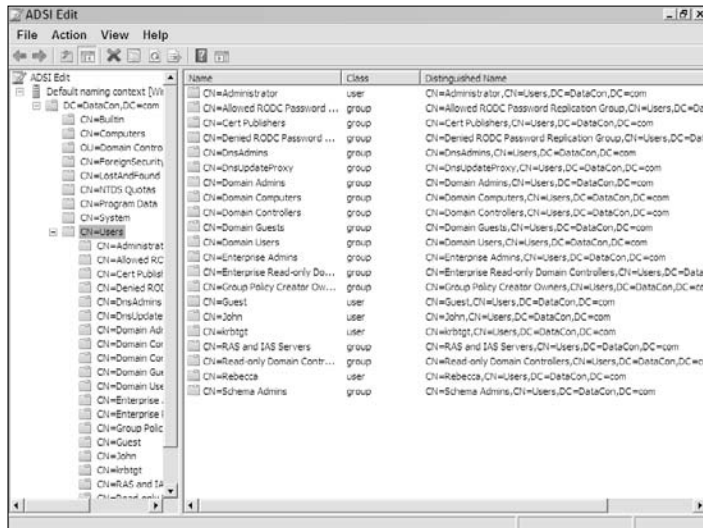 ADSI Edit
File Action View Help
ADSI Edit
Default naming context [Wi
DC=DataCon,DC=com
CN=Builtin
CN=Computers
OU=Domain Contro
CN=ForeignSecurity
CN=LostAndFound
CN=NTDS Quotas
CN=Program Data
CN=System
CN=Users
CN=Administrat
CN=Allowed RC
CN=Cert Publish
CN=Denied ROD
CN=DnsAdmins
CN=DnsUpdate
CN=Domain Adr
CN=Domain Con
CN=Domain Con
CN=Domain Gue
CN=Domain Use
CN=Enterprise
CN=Enterprise
CN=Group Polic
CN=Guest
CN=John
CN=krbtgt
CN=RAS and IA
CN=Read-only
Name Class Distinguished Name
CN=Administrator user CN=Administrator,CN=Users,DC=DataCon,DC=com
CN=Allowed RODC Password ... group CN=Allowed RODC Password Replication Group,CN=Users,DC=Da
CN=Cert Publishers group CN=Cert Publishers,CN=Users,DC=DataCon,DC=com
CN=Denied RODC Password ... group CN=Denied RODC Password Replication Group,CN=Users,DC=Dat
CN=DnsAdmins group CN=DnsAdmins,CN=Users,DC=DataCon,DC=com
CN=DnsUpdateProxy group CN=DnsUpdateProxy,CN=Users,DC=DataCon,DC=com
CN=Domain Admins group CN=Domain Admins,CN=Users,DC=DataCon,DC=com
CN=Domain Computers group CN=Domain Computers,CN=Users,DC=DataCon,DC=com
CN=Domain Controllers group CN=Domain Controllers,CN=Users,DC=DataCon,DC=com
CN=Domain Guests group CN=Domain Guests,CN=Users,DC=DataCon,DC=com
CN=Domain Users group CN=Domain Users,CN=Users,DC=DataCon,DC=com
CN=Enterprise Admins group CN=Enterprise Admins,CN=Users,DC=DataCon,DC=com
CN=Enterprise Read-only Do... group CN=Enterprise Read-only Domain Controllers,CN=Users,DC=Data
CN=Group Policy Creator Ow... group CN=Group Policy Creator Owners,CN=Users,DC=DataCon,DC=co
CN=Guest user CN=Guest,CN=Users,DC=DataCon,DC=com
CN=John user CN=John,CN=Users,DC=DataCon,DC=com
CN=krbtgt user CN=krbtgt,CN=Users,DC=DataCon,DC=com
CN=RAS and IAS Servers group CN=RAS and IAS Servers,CN=Users,DC=DataCon,DC=com
CN=Read-only Domain Contr... group CN=Read-only Domain Controllers,CN=Users,DC=DataCon,DC=co
CN=Rebecca user CN=Rebecca,CN=Users,DC=DataCon,DC=com
CN=Schema Admins group CN=Schema Admins,CN=Users,DC=DataCon,DC=com